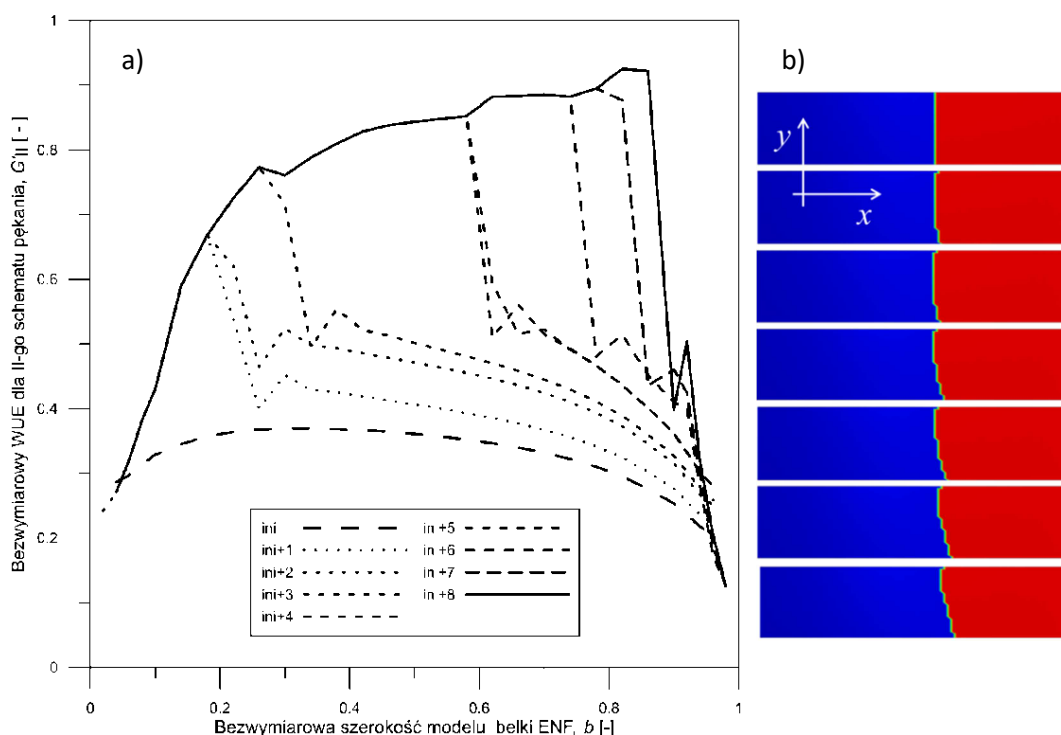 a)
b)
1
0.8
0.6
0.4
0.2
0
Bezwymiarowy WUE dla II-go schematu pękania, G'II [-]
ini
ini+1
ini+2
ini+3
ini+4
in +5
in +6
in +7
in +8
0
0.2
0.4
0.6
0.8
1
Bezwymiarowa szerokość modelu belki ENF, b [-]
y
x